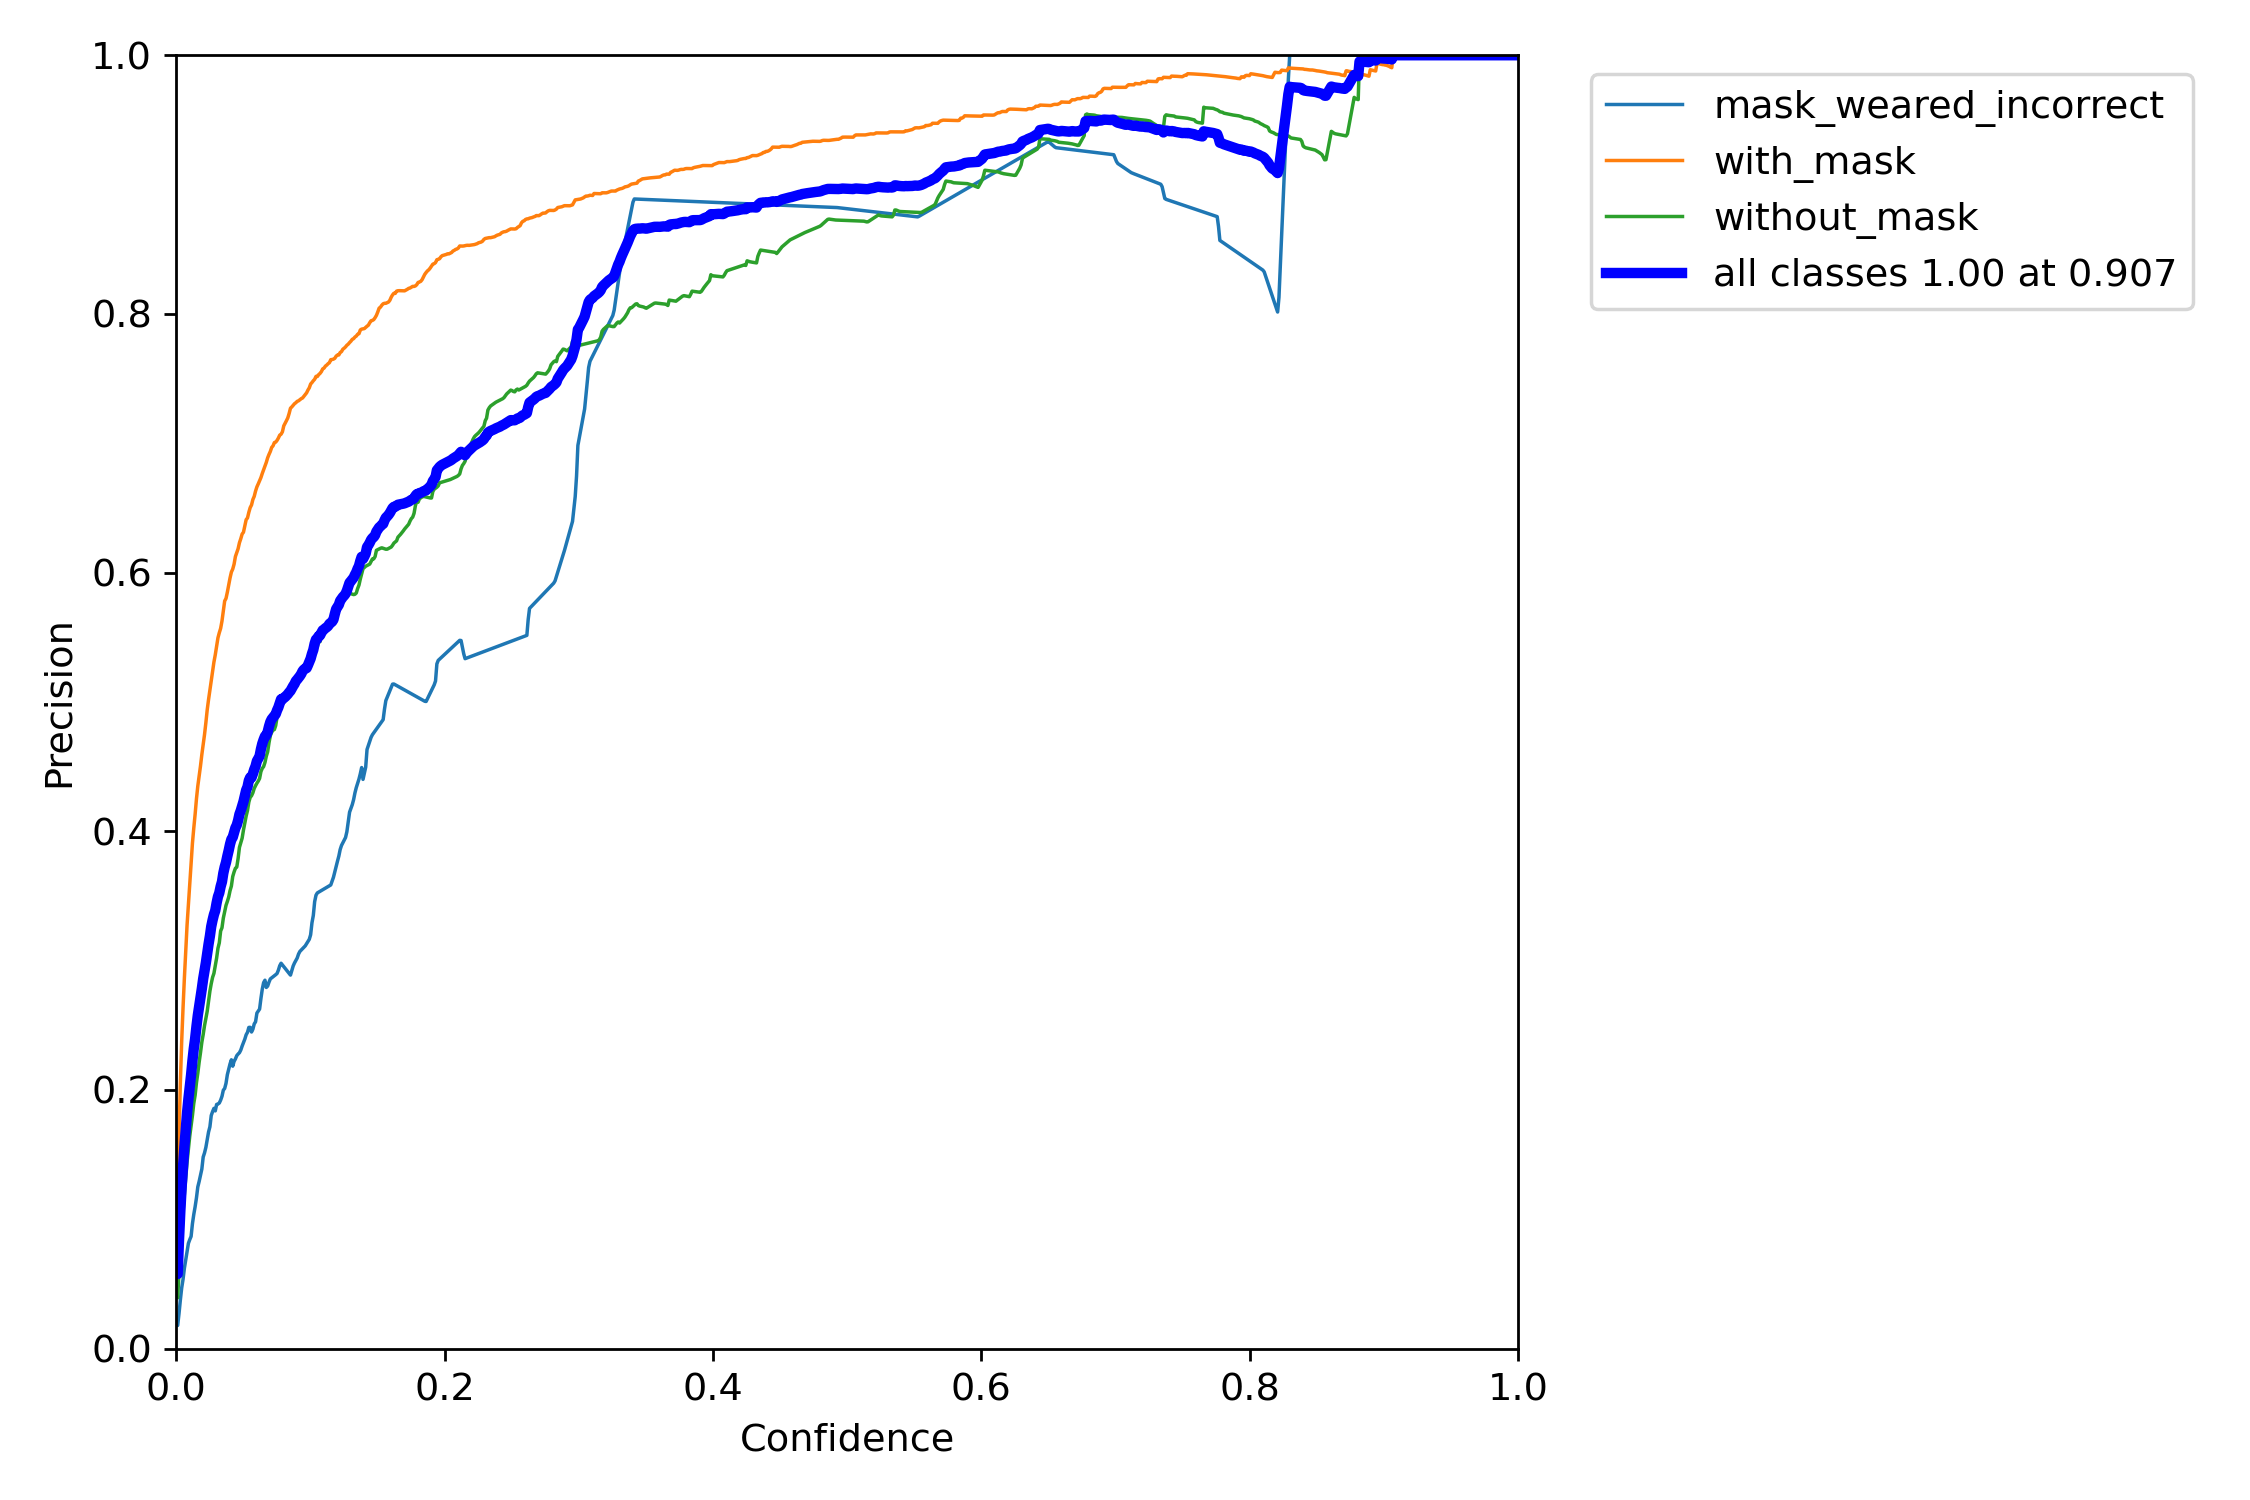 1.0
0.8
0.6
0.4
0.2
0.0
Precision
0.0 0.2 0.4 0.6 0.8 1.0
Confidence
mask_weared_incorrect
with_mask
without_mask
all classes 1.00 at 0.907